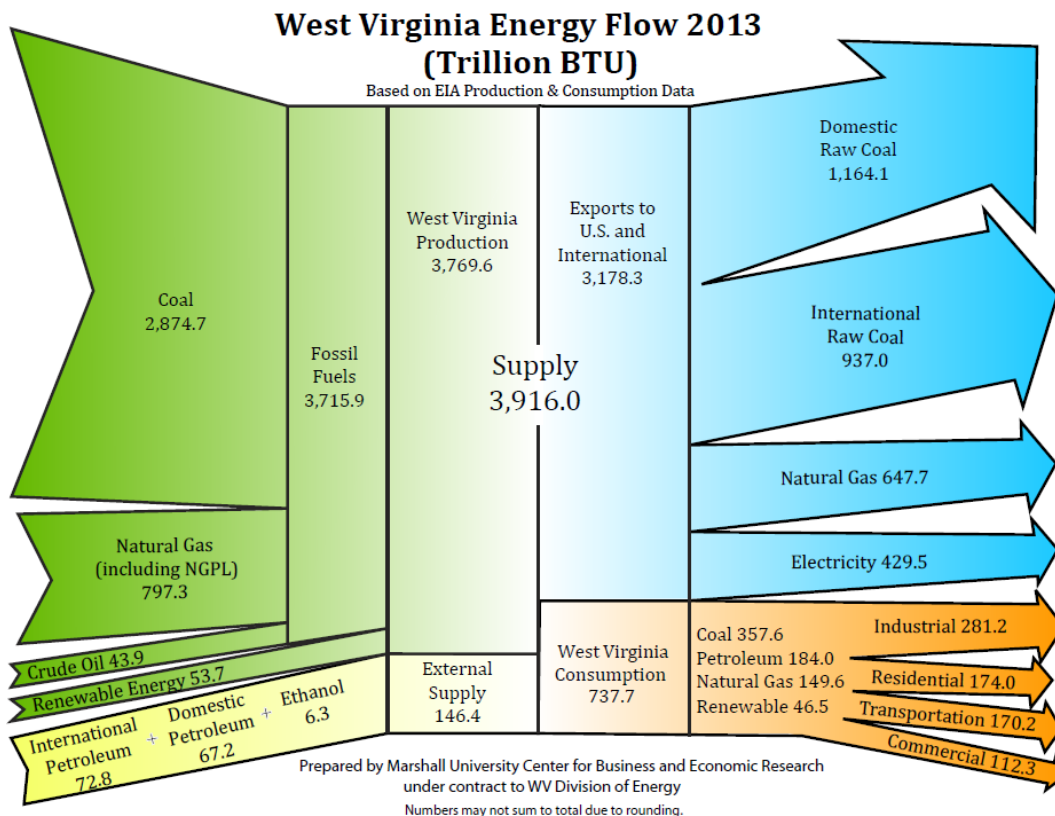 West Virginia Energy Flow 2013
(Trillion BTU)
Based on EIA Production & Consumption Data
Coal
2,874.7
Natural Gas
(including NGPL)
797.3
Crude Oil 43.9
Renewable Energy 53.7
International
Petroleum
72.8
+
Domestic
Petroleum
67.2
+
Ethanol
6.3
Fossil
Fuels
3,715.9
West Virginia
Production
3,769.6
External
Supply
146.4
Supply
3,916.0
Exports to
U.S. and
International
3,178.3
West Virginia
Consumption
737.7
Domestic
Raw Coal
1,164.1
International
Raw Coal
937.0
Natural Gas 647.7
Electricity 429.5
Coal 357.6
Petroleum 184.0
Natural Gas 149.6
Renewable 46.5
Industrial 281.2
Residential 174.0
Transportation 170.2
Commercial 112.3
Prepared by Marshall University Center for Business and Economic Research
under contract to WV Division of Energy
Numbers may not sum to total due to rounding.